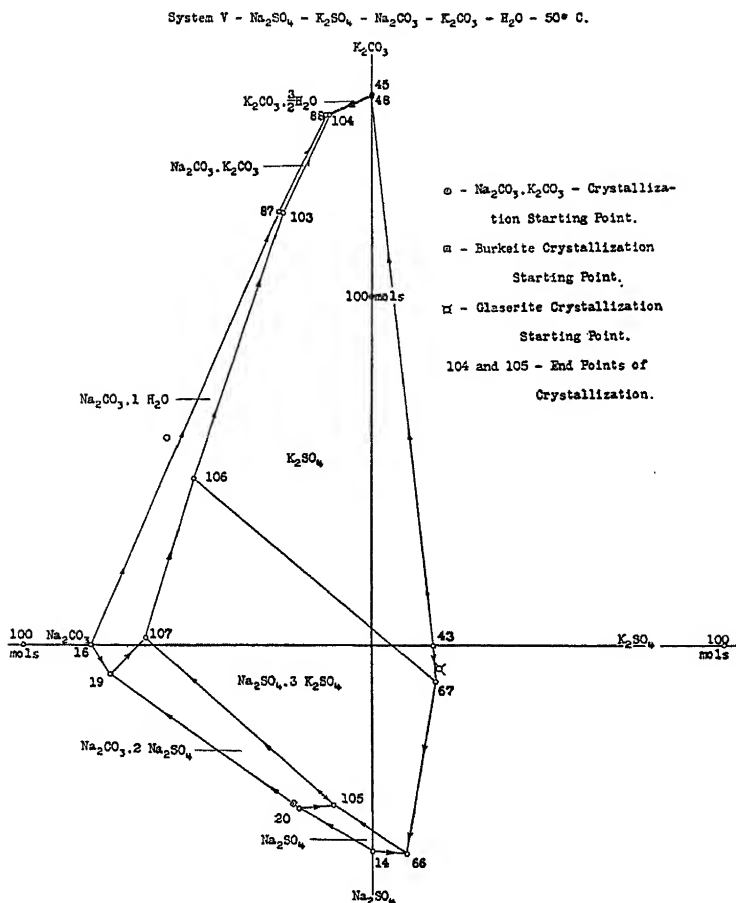 System V - Na₂SO₄ - K₂SO₄ - Na₂CO₃ - K₂CO₃ - H₂O - 50° C.
K₂CO₃
45
48
K₂CO₃.3/2H₂O
88
104
Na₂CO₃.K₂CO₃
87
103
⊙ - Na₂CO₃.K₂CO₃ - Crystalliza-
tion Starting Point.
⊡ - Burkeite Crystallization
Starting Point.
¤ - Glaserite Crystallization
Starting Point.
104 and 105 - End Points of
Crystallization.
100 mols
Na₂CO₃.1 H₂O
K₂SO₄
106
100
mols
Na₂CO₃
16
107
43
K₂SO₄
100
mols
19
67
Na₂SO₄.3 K₂SO₄
Na₂CO₃.2 Na₂SO₄
20
105
Na₂SO₄
14
66
Na₂SO₄